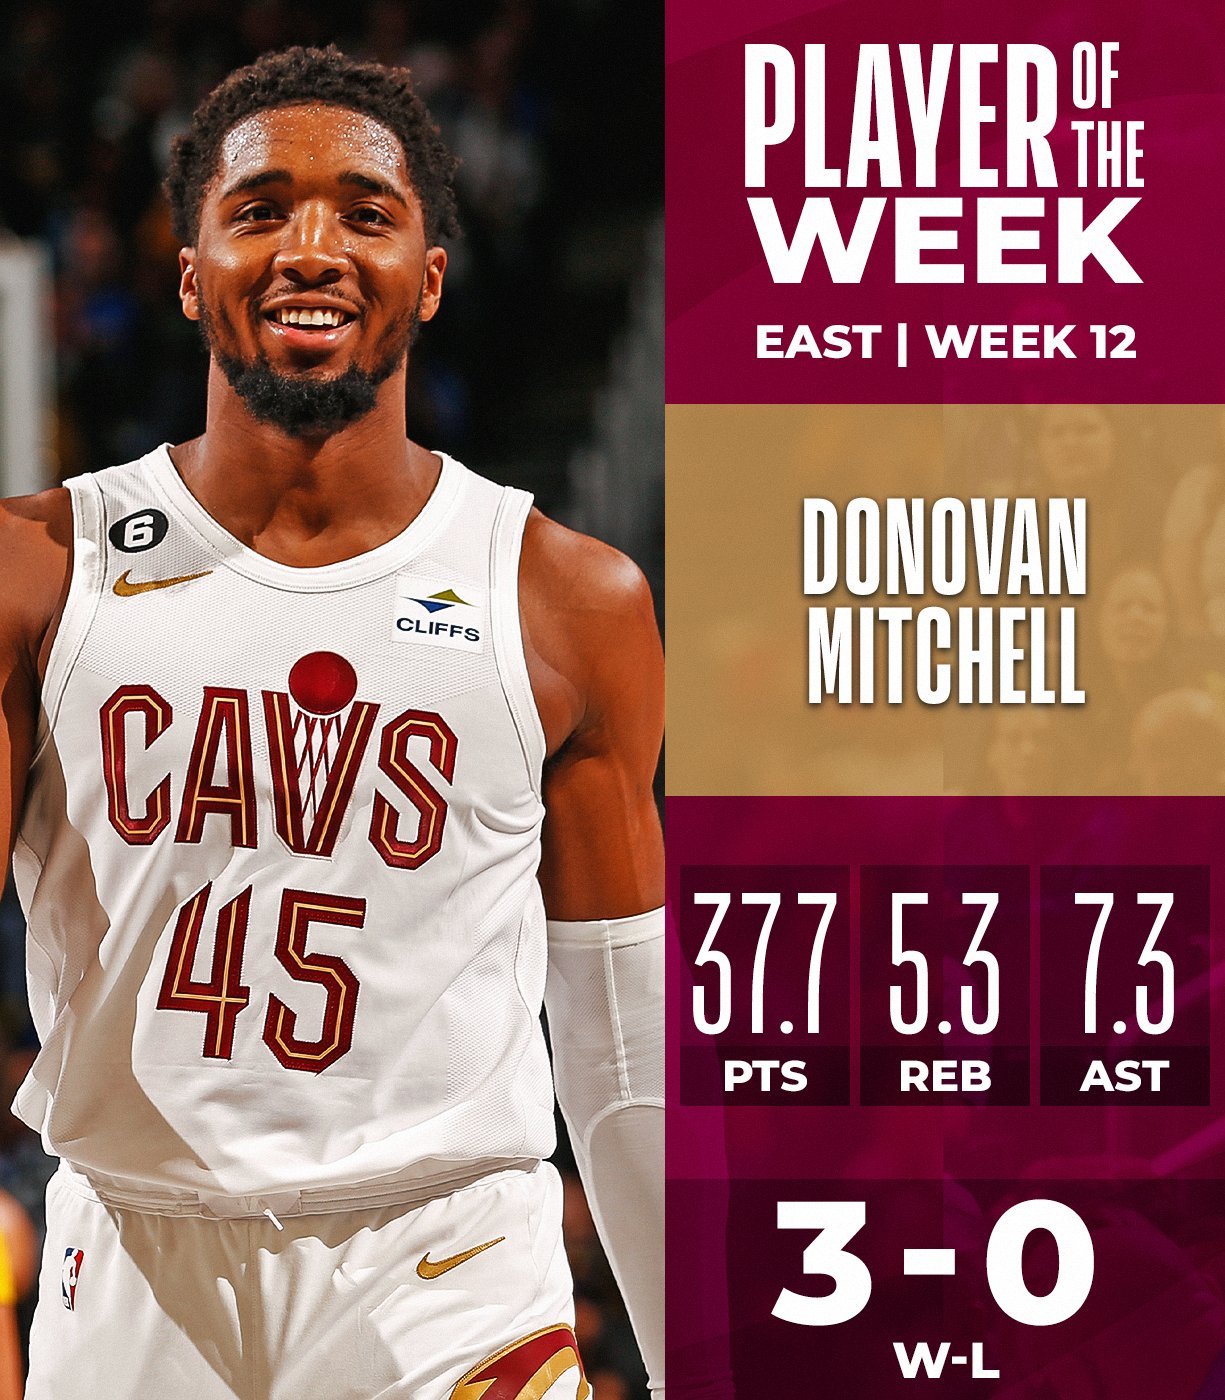 PLAYER OF THE
WEEK
EAST | WEEK 12
DONOVAN
MITCHELL
37.7
PTS
5.3
REB
7.3
AST
3-0
W-L
6
CLIFFS
CAVS
45